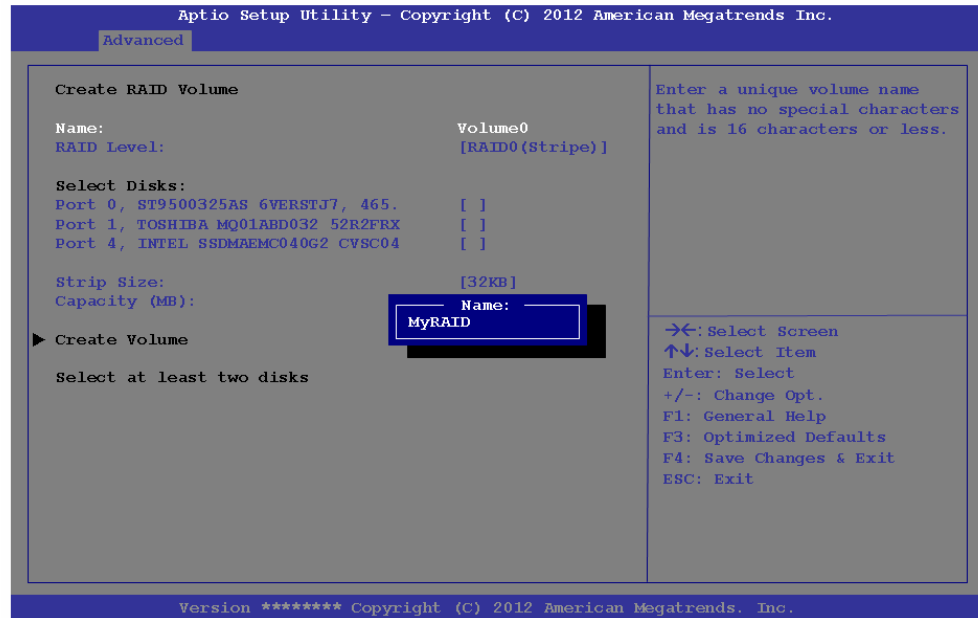 Aptio Setup Utility – Copyright (C) 2012 American Megatrends Inc.
Advanced
Create RAID Volume
Name: Volume0
RAID Level: [RAID0(Stripe)]
Select Disks:
Port 0, ST9500325AS 6VERSTJ7, 465. [ ]
Port 1, TOSHIBA MQ01ABD032 52R2FRX [ ]
Port 4, INTEL SSDMAEMC040G2 CVSC04 [ ]
Strip Size: [32KB]
Capacity (MB):
Name:
MyRAID
Create Volume
Select at least two disks
Enter a unique volume name
that has no special characters
and is 16 characters or less.
→←: Select Screen
↑↓: Select Item
Enter: Select
+/-: Change Opt.
F1: General Help
F3: Optimized Defaults
F4: Save Changes & Exit
ESC: Exit
Version ******** Copyright (C) 2012 American Megatrends. Inc.